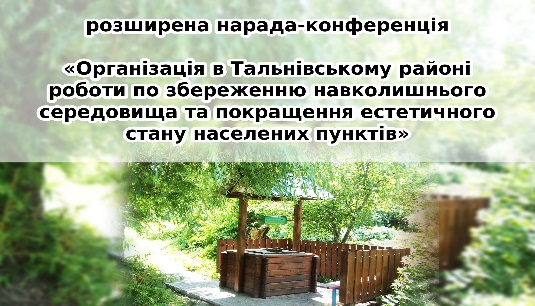 розширена нарада-конференція
«Організація в Тальнівському районі
роботи по збереженню навколишнього
середовища та покращення естетичного
стану населених пунктів»